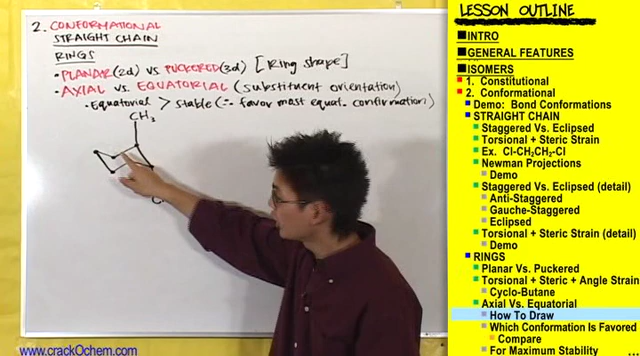 2. CONFORMATIONAL
STRAIGHT CHAIN
RINGS
• PLANAR (2d) VS PUCKERED (3d) [Ring shape]
• AXIAL VS. EQUATORIAL (substituent orientation)
• Equatorial > stable (∴ favor most equat. confirmation)
CH3
www.crackOchem.com
LESSON OUTLINE
INTRO
GENERAL FEATURES
ISOMERS
1. Constitutional
2. Conformational
Demo: Bond Conformations
STRAIGHT CHAIN
Staggered Vs. Eclipsed
Torsional + Steric Strain
Ex. Cl-CH2CH2-Cl
Newman Projections
Demo
Staggered Vs. Eclipsed (detail)
Anti-Staggered
Gauche-Staggered
Eclipsed
Torsional + Steric Strain (detail)
Demo
RINGS
Planar Vs. Puckered
Torsional + Steric + Angle Strain
Cyclo-Butane
Axial Vs. Equatorial
How To Draw
Which Conformation Is Favored
Compare
For Maximum Stability